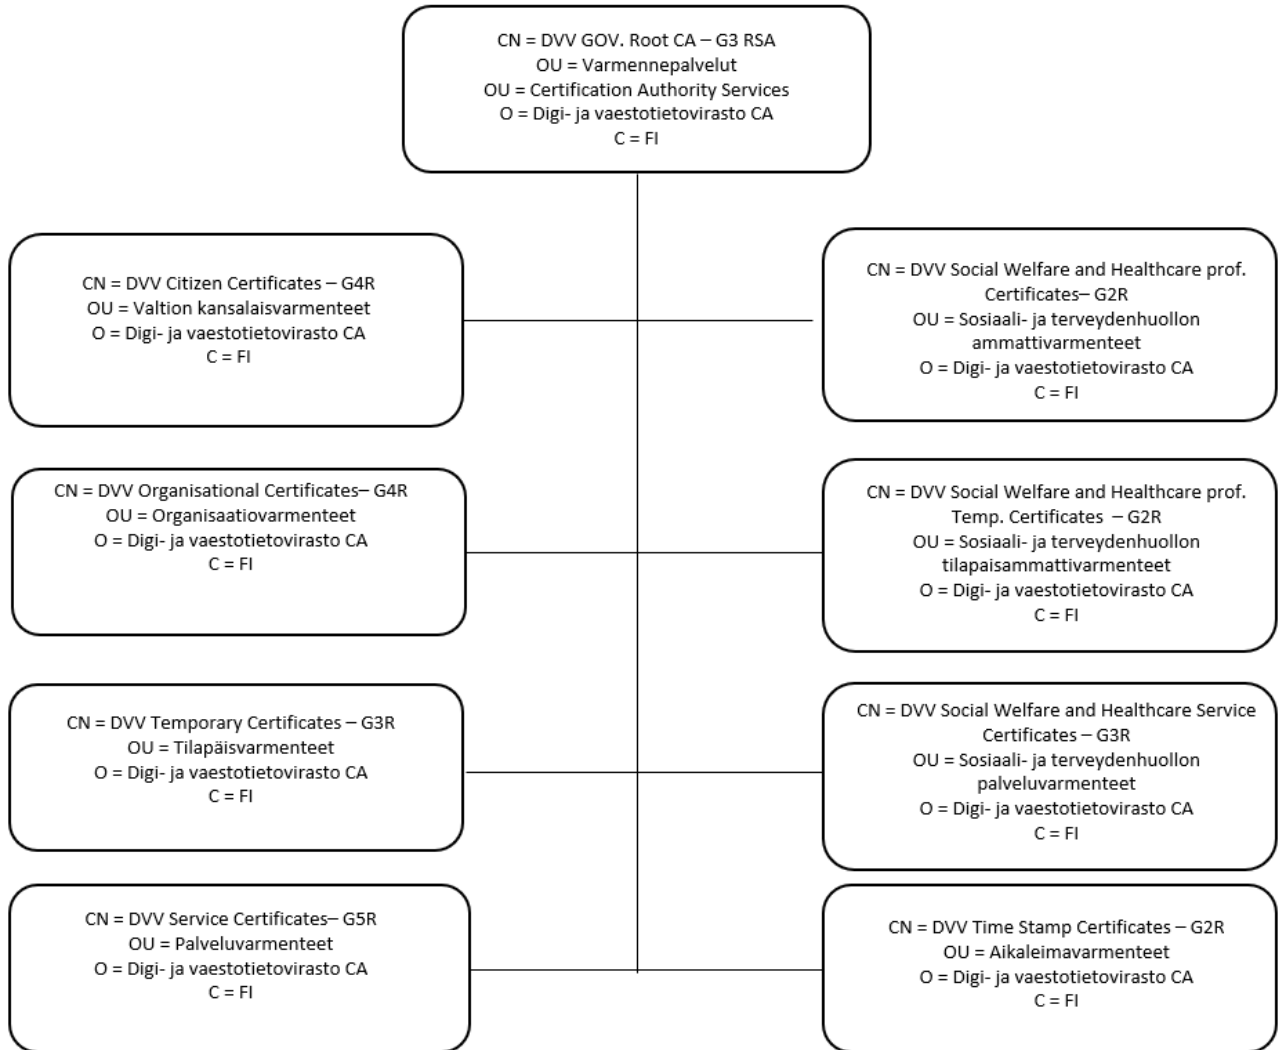 CN = DVV GOV. Root CA – G3 RSA
OU = Varmennepalvelut
OU = Certification Authority Services
O = Digi- ja vaestotietovirasto CA
C = FI
CN = DVV Citizen Certificates – G4R
OU = Valtion kansalaisvarmenteet
O = Digi- ja vaestotietovirasto CA
C = FI
CN = DVV Social Welfare and Healthcare prof.
Certificates– G2R
OU = Sosiaali- ja terveydenhuollon
ammattivarmenteet
O = Digi- ja vaestotietovirasto CA
C = FI
CN = DVV Organisational Certificates– G4R
OU = Organisaatiovarmenteet
O = Digi- ja vaestotietovirasto CA
C = FI
CN = DVV Social Welfare and Healthcare prof.
Temp. Certificates – G2R
OU = Sosiaali- ja terveydenhuollon
tilapaisammattivarmenteet
O = Digi- ja vaestotietovirasto CA
C = FI
CN = DVV Temporary Certificates – G3R
OU = Tilapäisvarmenteet
O = Digi- ja vaestotietovirasto CA
C = FI
CN = DVV Social Welfare and Healthcare Service
Certificates – G3R
OU = Sosiaali- ja terveydenhuollon
palveluvarmenteet
O = Digi- ja vaestotietovirasto CA
C = FI
CN = DVV Service Certificates– G5R
OU = Palveluvarmenteet
O = Digi- ja vaestotietovirasto CA
C = FI
CN = DVV Time Stamp Certificates – G2R
OU = Aikaleimavarmenteet
O = Digi- ja vaestotietovirasto CA
C = FI